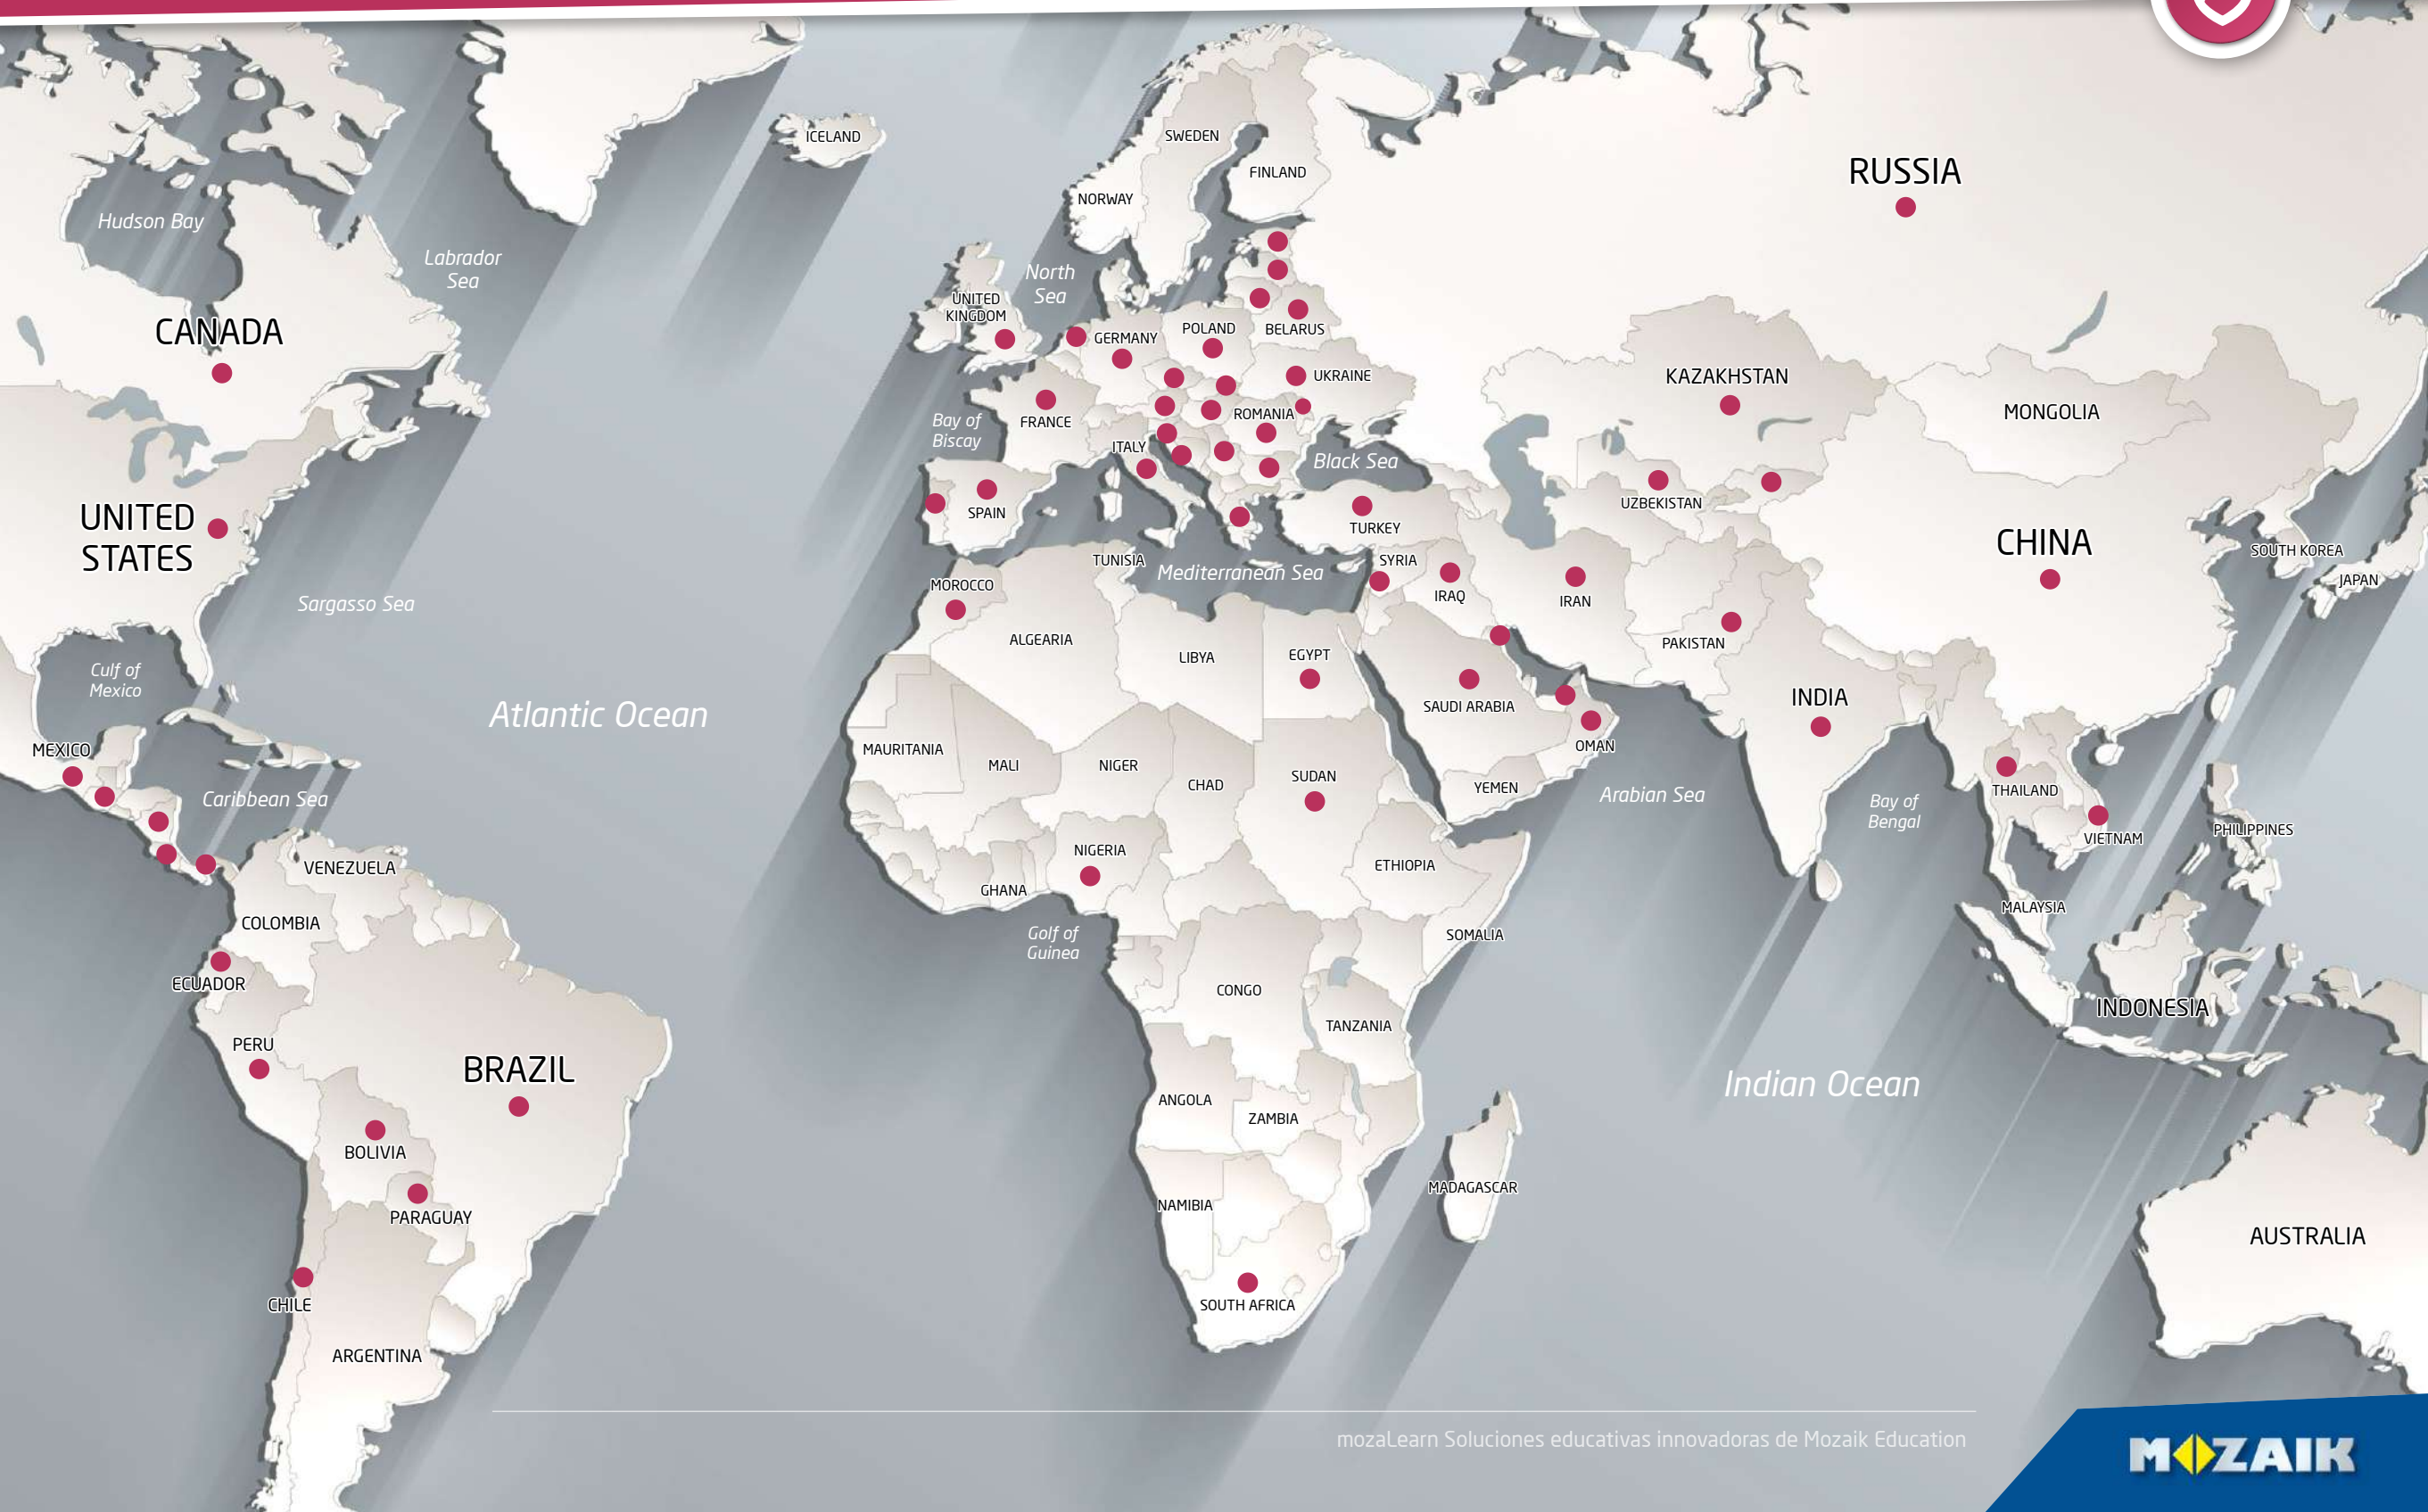 ICELAND
SWEDEN
FINLAND
NORWAY
RUSSIA
Hudson Bay
Labrador
Sea
North
Sea
UNITED
KINGDOM
CANADA
GERMANY
POLAND
BELARUS
UKRAINE
KAZAKHSTAN
MONGOLIA
FRANCE
ROMANIA
Bay of
Biscay
ITALY
Black Sea
UNITED
STATES
SPAIN
TURKEY
UZBEKISTAN
CHINA
SOUTH KOREA
JAPAN
TUNISIA
Mediterranean Sea
SYRIA
MOROCCO
IRAQ
IRAN
Sargasso Sea
ALGEARIA
LIBYA
EGYPT
PAKISTAN
Culf of
Mexico
Atlantic Ocean
SAUDI ARABIA
INDIA
OMAN
MEXICO
MAURITANIA
MALI
NIGER
CHAD
SUDAN
YEMEN
Arabian Sea
THAILAND
Caribbean Sea
Bay of
Bengal
VIETNAM
PHILIPPINES
VENEZUELA
NIGERIA
ETHIOPIA
GHANA
MALAYSIA
COLOMBIA
Golf of
Guinea
SOMALIA
ECUADOR
CONGO
INDONESIA
TANZANIA
PERU
BRAZIL
Indian Ocean
ANGOLA
ZAMBIA
BOLIVIA
MADAGASCAR
NAMIBIA
PARAGUAY
AUSTRALIA
CHILE
SOUTH AFRICA
ARGENTINA
mozaLearn Soluciones educativas innovadoras de Mozaik Education
MOZAIK